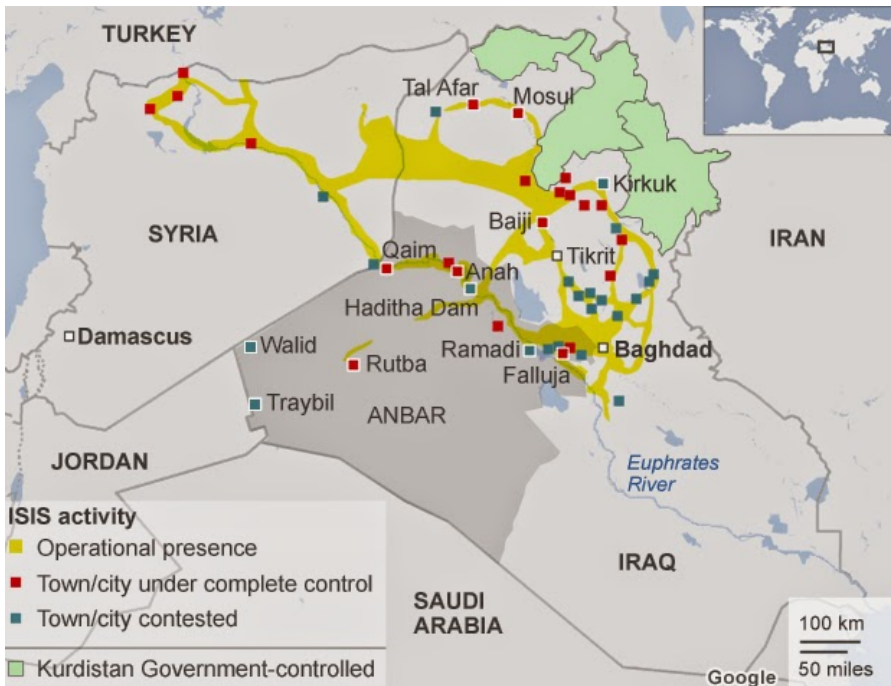 TURKEY
Tal Afar
Mosul
Kirkuk
SYRIA
Baiji
IRAN
Qaim
Tikrit
Anah
Haditha Dam
Damascus
Walid
Ramadi
Baghdad
Rutba
Falluja
Traybil
ANBAR
JORDAN
Euphrates
River
ISIS activity
Operational presence
Town/city under complete control
Town/city contested
Kurdistan Government-controlled
IRAQ
SAUDI
ARABIA
100 km
50 miles
Google